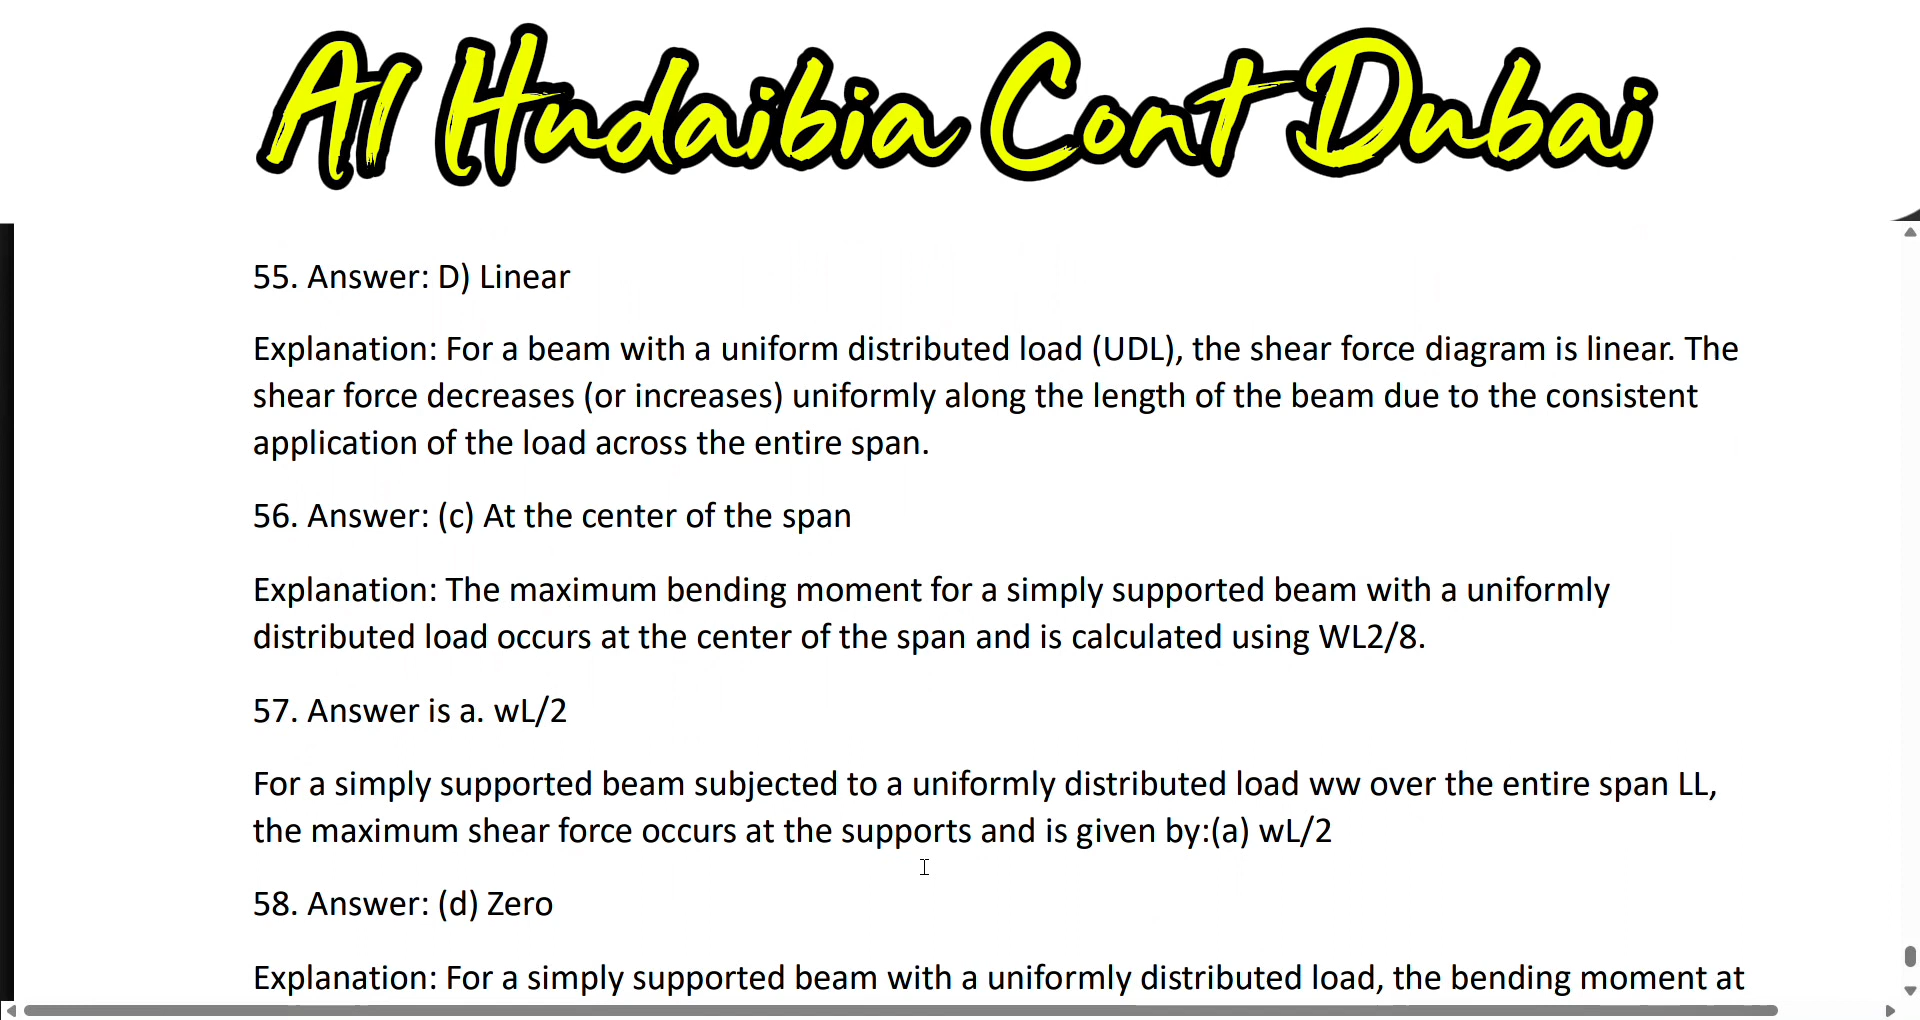 Al Hudaibia Cont Dubai
55. Answer: D) Linear
Explanation: For a beam with a uniform distributed load (UDL), the shear force diagram is linear. The
shear force decreases (or increases) uniformly along the length of the beam due to the consistent
application of the load across the entire span.
56. Answer: (c) At the center of the span
Explanation: The maximum bending moment for a simply supported beam with a uniformly
distributed load occurs at the center of the span and is calculated using WL2/8.
57. Answer is a. wL/2
For a simply supported beam subjected to a uniformly distributed load ww over the entire span LL,
the maximum shear force occurs at the supports and is given by:(a) wL/2
58. Answer: (d) Zero
Explanation: For a simply supported beam with a uniformly distributed load, the bending moment at